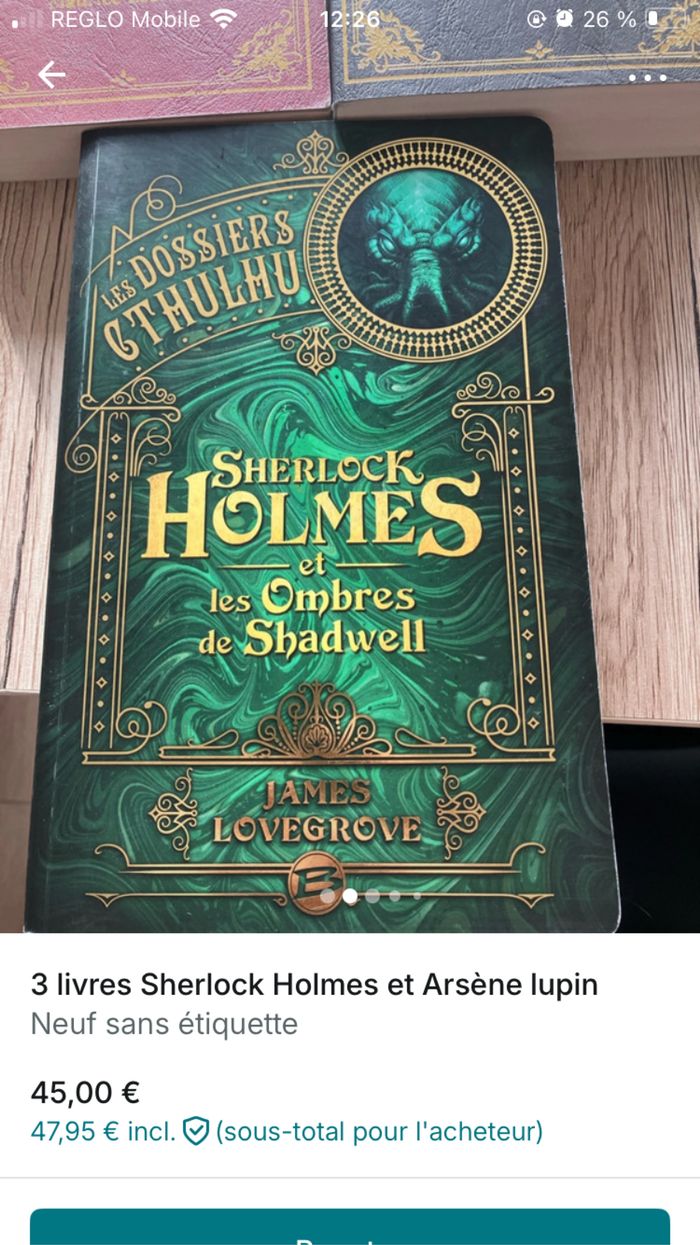 REGLO Mobile 12:26 26 %
LES DOSSIERS
CTHULHU
SHERLOCK
HOLMES
et
les Ombres
de Shadwell
JAMES
LOVEGROVE
B
3 livres Sherlock Holmes et Arsène lupin
Neuf sans étiquette
45,00 €
47,95 € incl. (sous-total pour l'acheteur)